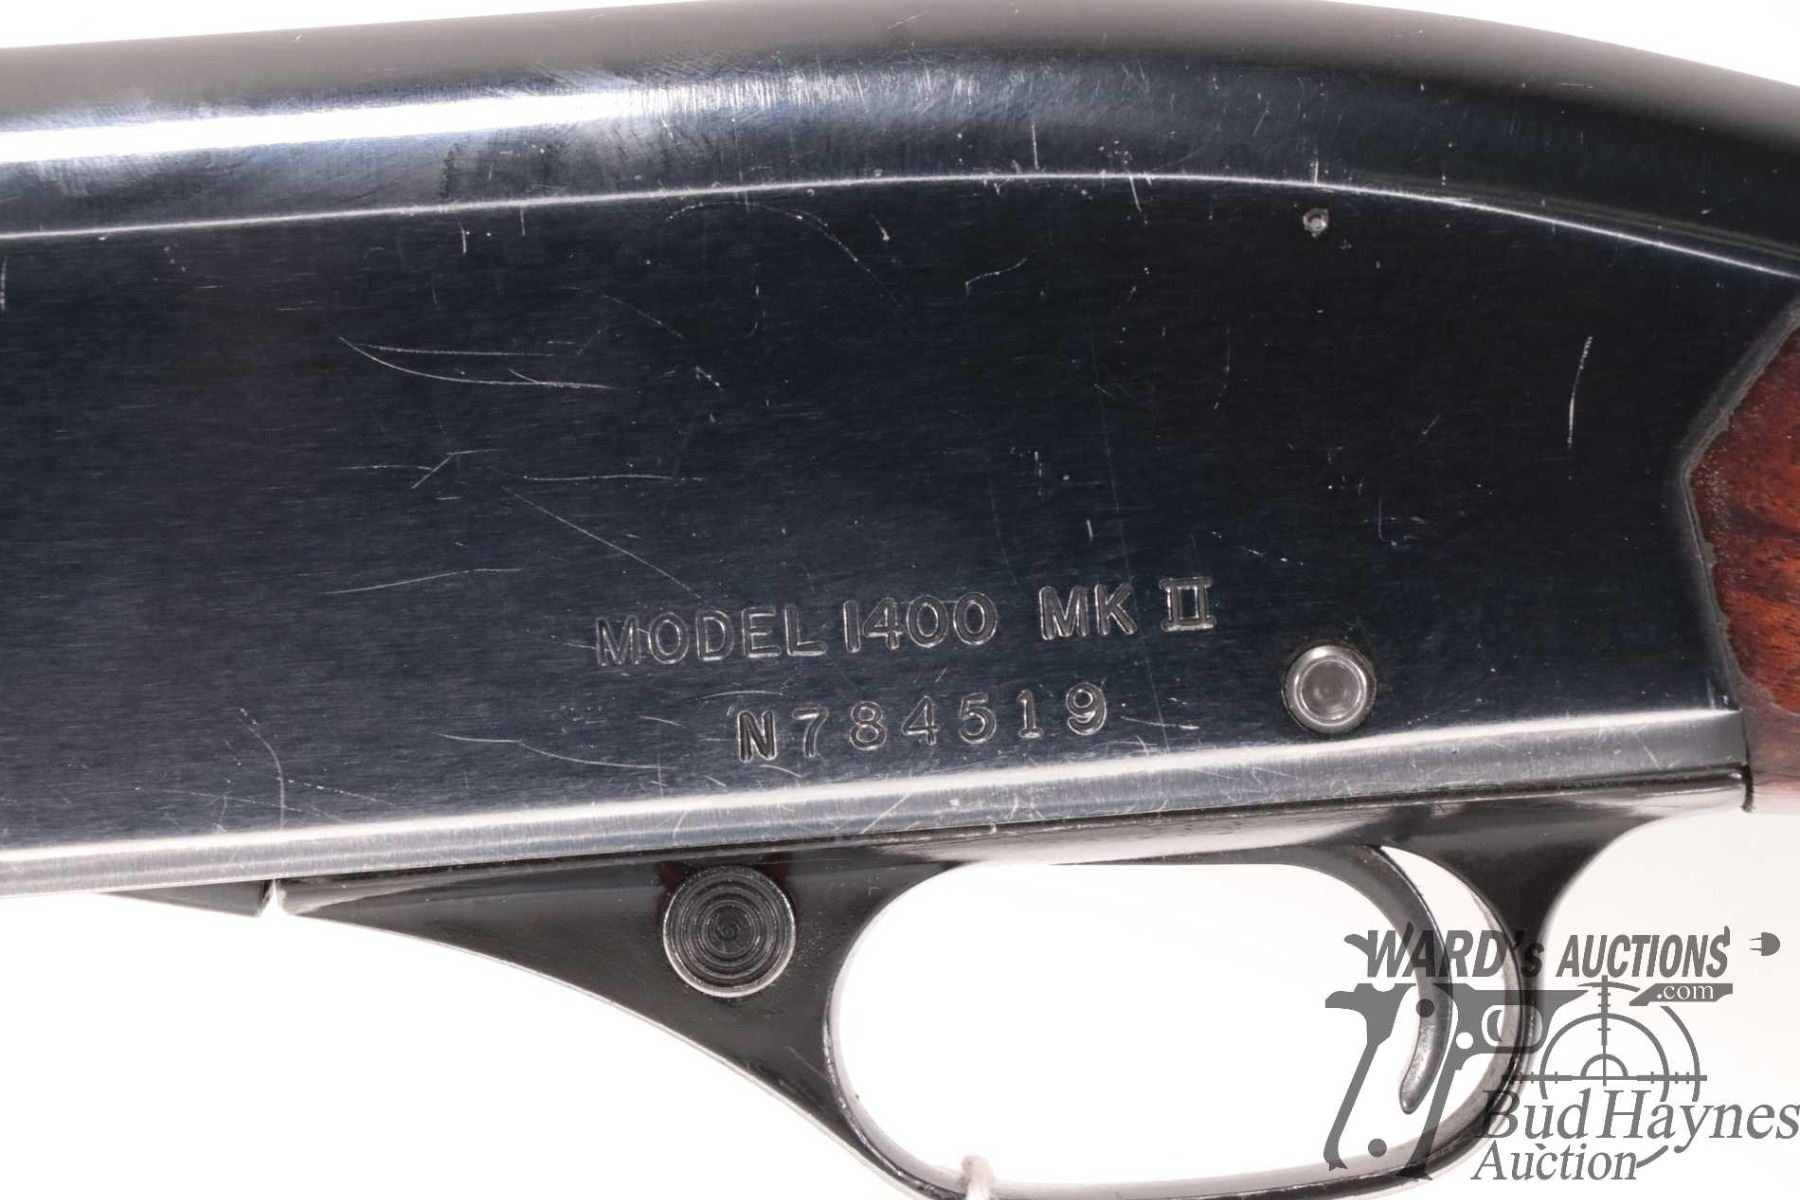 MODEL 1400 MK II
N784519
WARD's AUCTIONS
.com
Bud Haynes
Auction